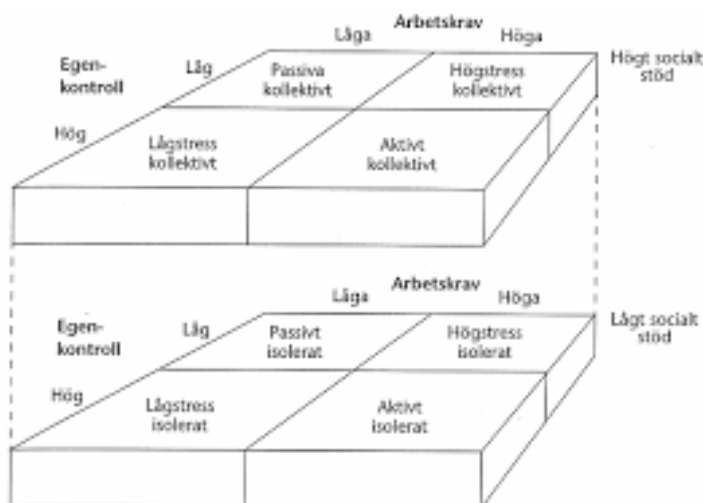 Arbetskrav
Låga
Höga
Egen-
kontroll
Låg
Hög
Passiva
kollektivt
Högstress
kollektivt
Högt socialt
stöd
Lågstress
kollektivt
Aktivt
kollektivt
Arbetskrav
Låga
Höga
Egen-
kontroll
Låg
Hög
Passivt
isolerat
Högstress
isolerat
Lågt socialt
stöd
Lågstress
isolerat
Aktivt
isolerat